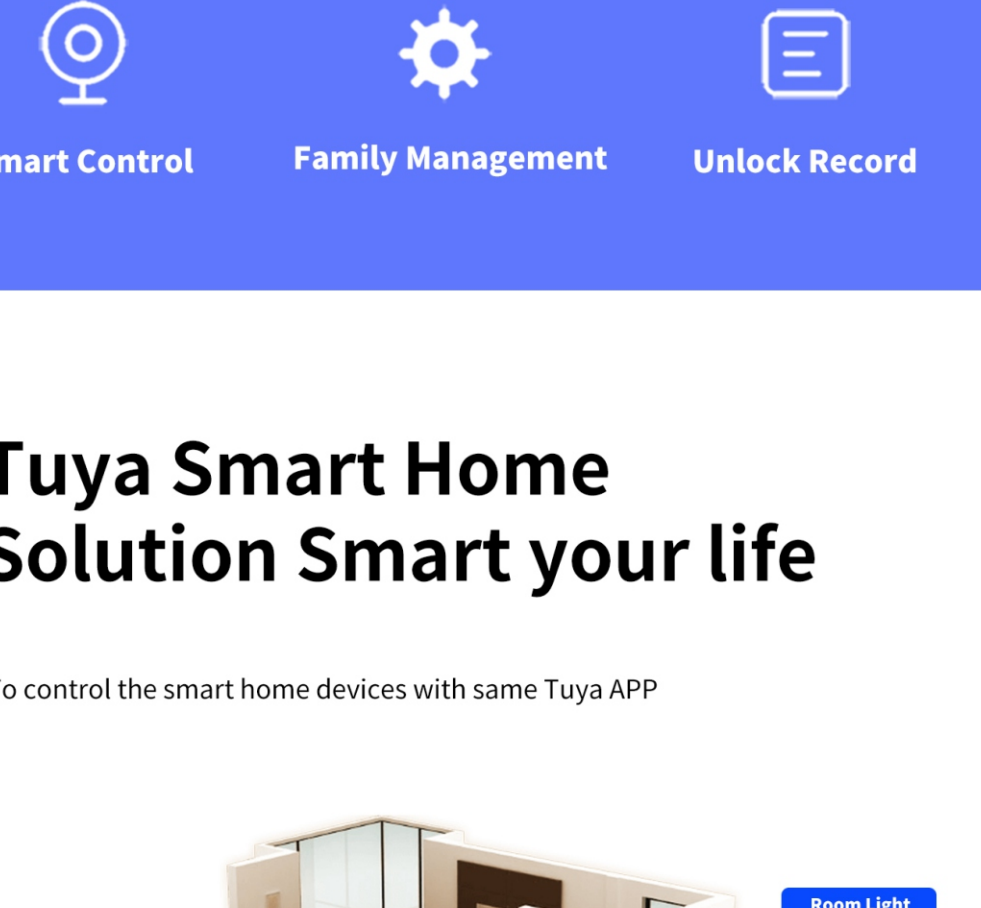 mart Control
Family Management
Unlock Record
Tuya Smart Home
Solution Smart your life
To control the smart home devices with same Tuya APP
Room Light